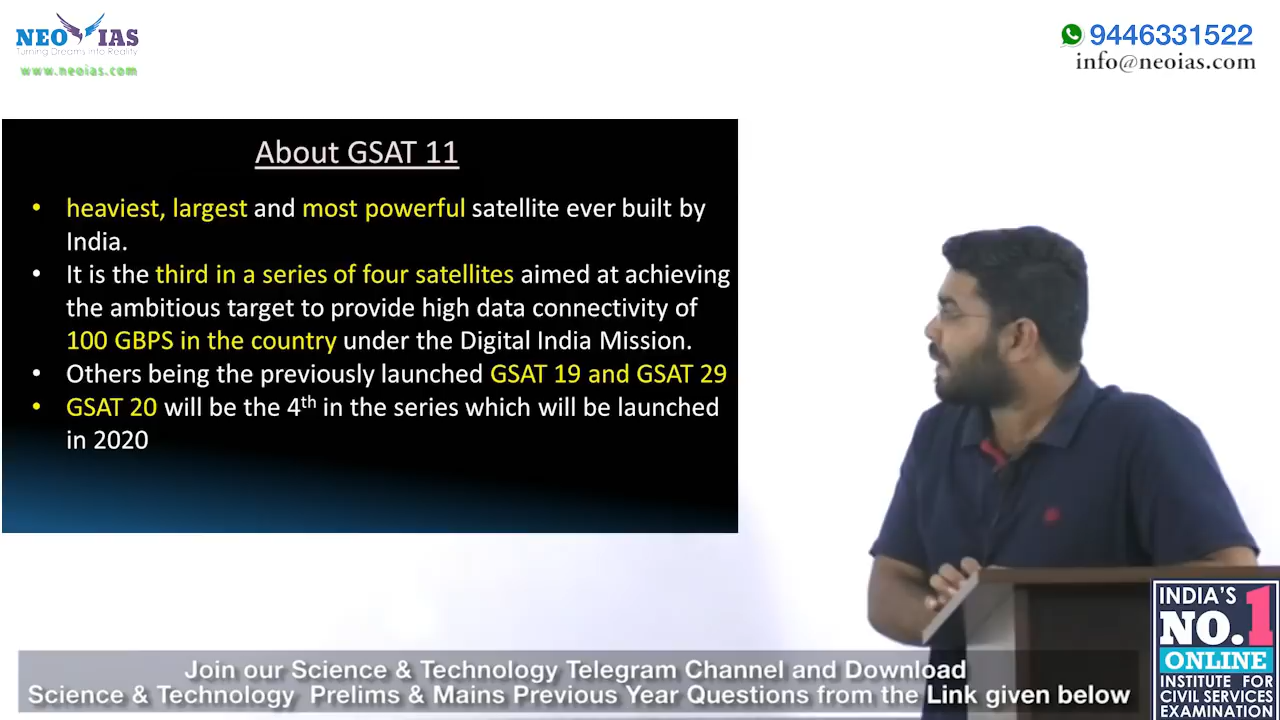 NEO IAS
Turning Dreams Into Reality
www.neoias.com
9446331522
info@neoias.com
About GSAT 11
• heaviest, largest and most powerful satellite ever built by
India.
• It is the third in a series of four satellites aimed at achieving
the ambitious target to provide high data connectivity of
100 GBPS in the country under the Digital India Mission.
• Others being the previously launched GSAT 19 and GSAT 29
• GSAT 20 will be the 4th in the series which will be launched
in 2020
INDIA'S
NO.1
ONLINE
INSTITUTE FOR
CIVIL SERVICES
EXAMINATION
Join our Science & Technology Telegram Channel and Download
Science & Technology Prelims & Mains Previous Year Questions from the Link given below